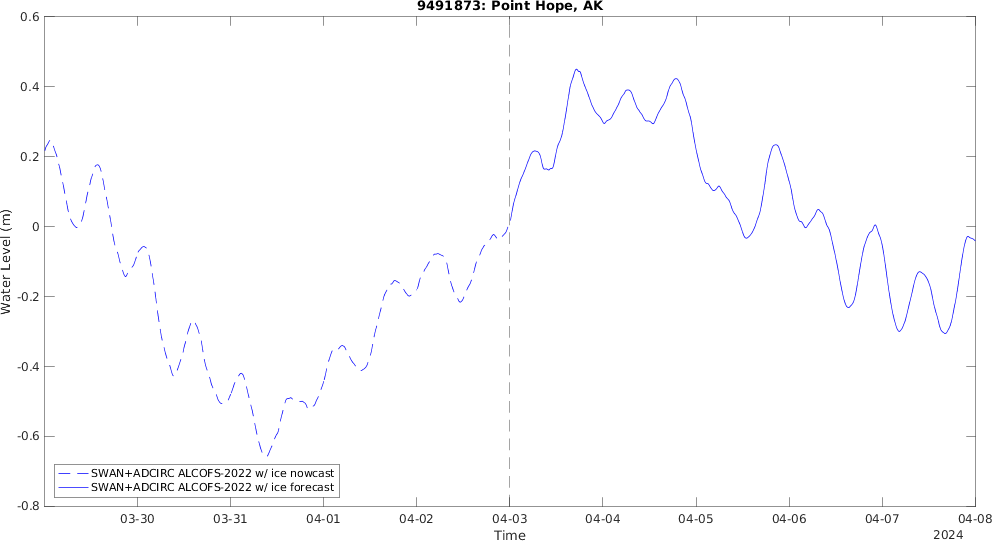 9491873: Point Hope, AK
0.6
0.4
0.2
0
-0.2
-0.4
-0.6
-0.8
Water Level (m)
SWAN+ADCIRC ALCOFS-2022 w/ ice nowcast
SWAN+ADCIRC ALCOFS-2022 w/ ice forecast
03-30 03-31 04-01 04-02 04-03 04-04 04-05 04-06 04-07 04-08
Time
2024